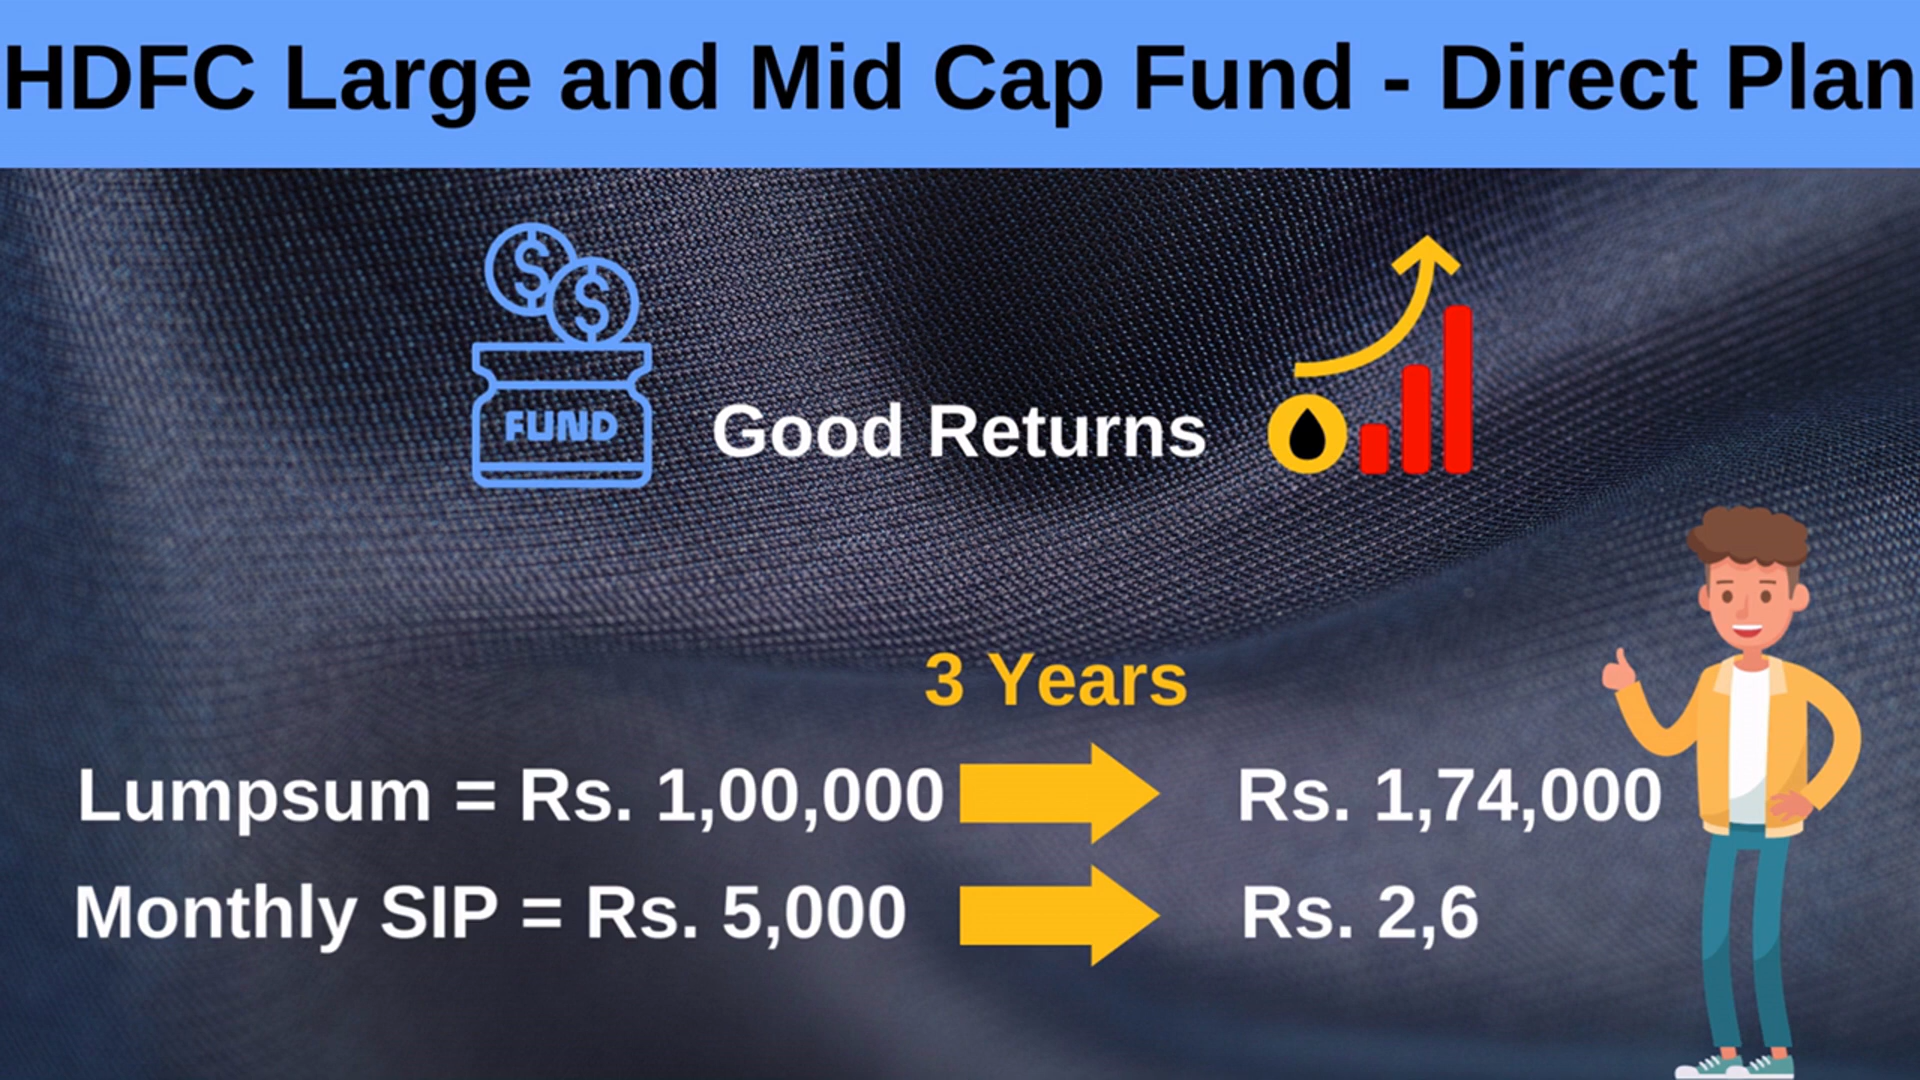 HDFC Large and Mid Cap Fund - Direct Plan
$
$
FUND
Good Returns
3 Years
Lumpsum = Rs. 1,00,000
Rs. 1,74,000
Monthly SIP = Rs. 5,000
Rs. 2,6